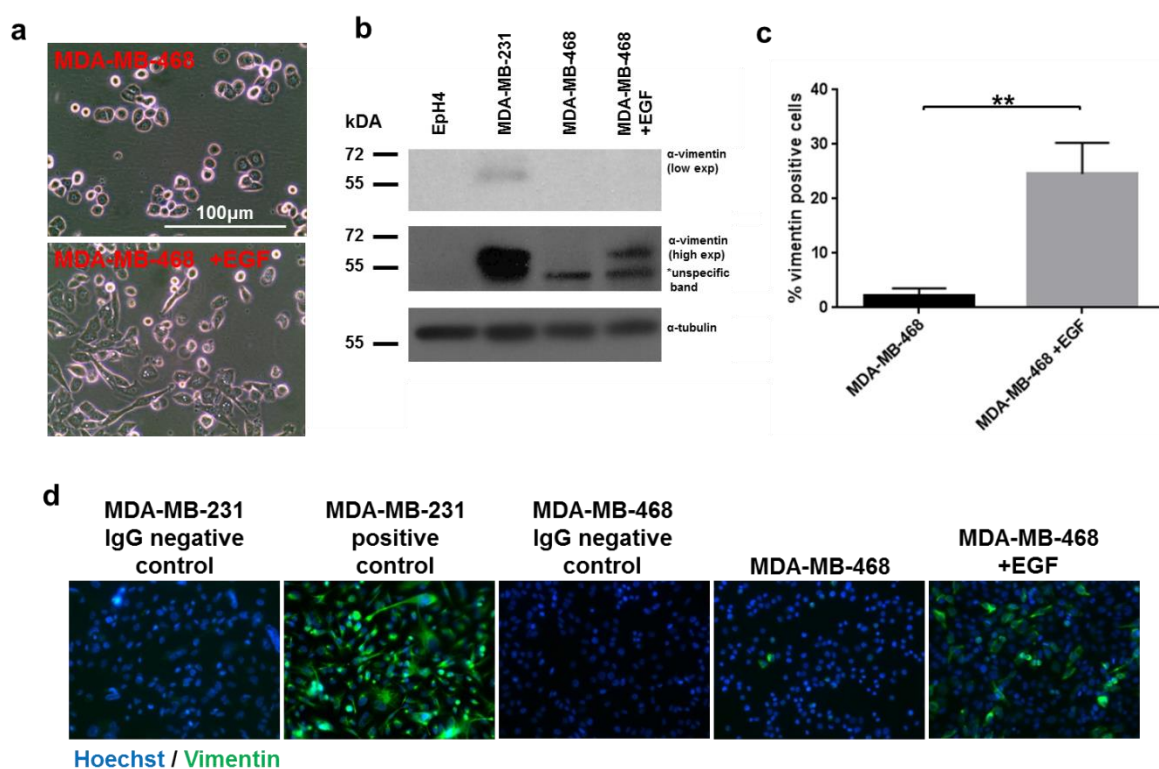 a
MDA-MB-468
100µm
MDA-MB-468 +EGF
b
EpH4
MDA-MB-231
MDA-MB-468
MDA-MB-468
+EGF
kDA
72
55
α-vimentin
(low exp)
72
55
α-vimentin
(high exp)
*unspecific
band
55
α-tubulin
c
% vimentin positive cells
40
30
20
10
0
**
MDA-MB-468
MDA-MB-468 +EGF
d
MDA-MB-231
IgG negative
control
MDA-MB-231
positive
control
MDA-MB-468
IgG negative
control
MDA-MB-468
MDA-MB-468
+EGF
Hoechst / Vimentin